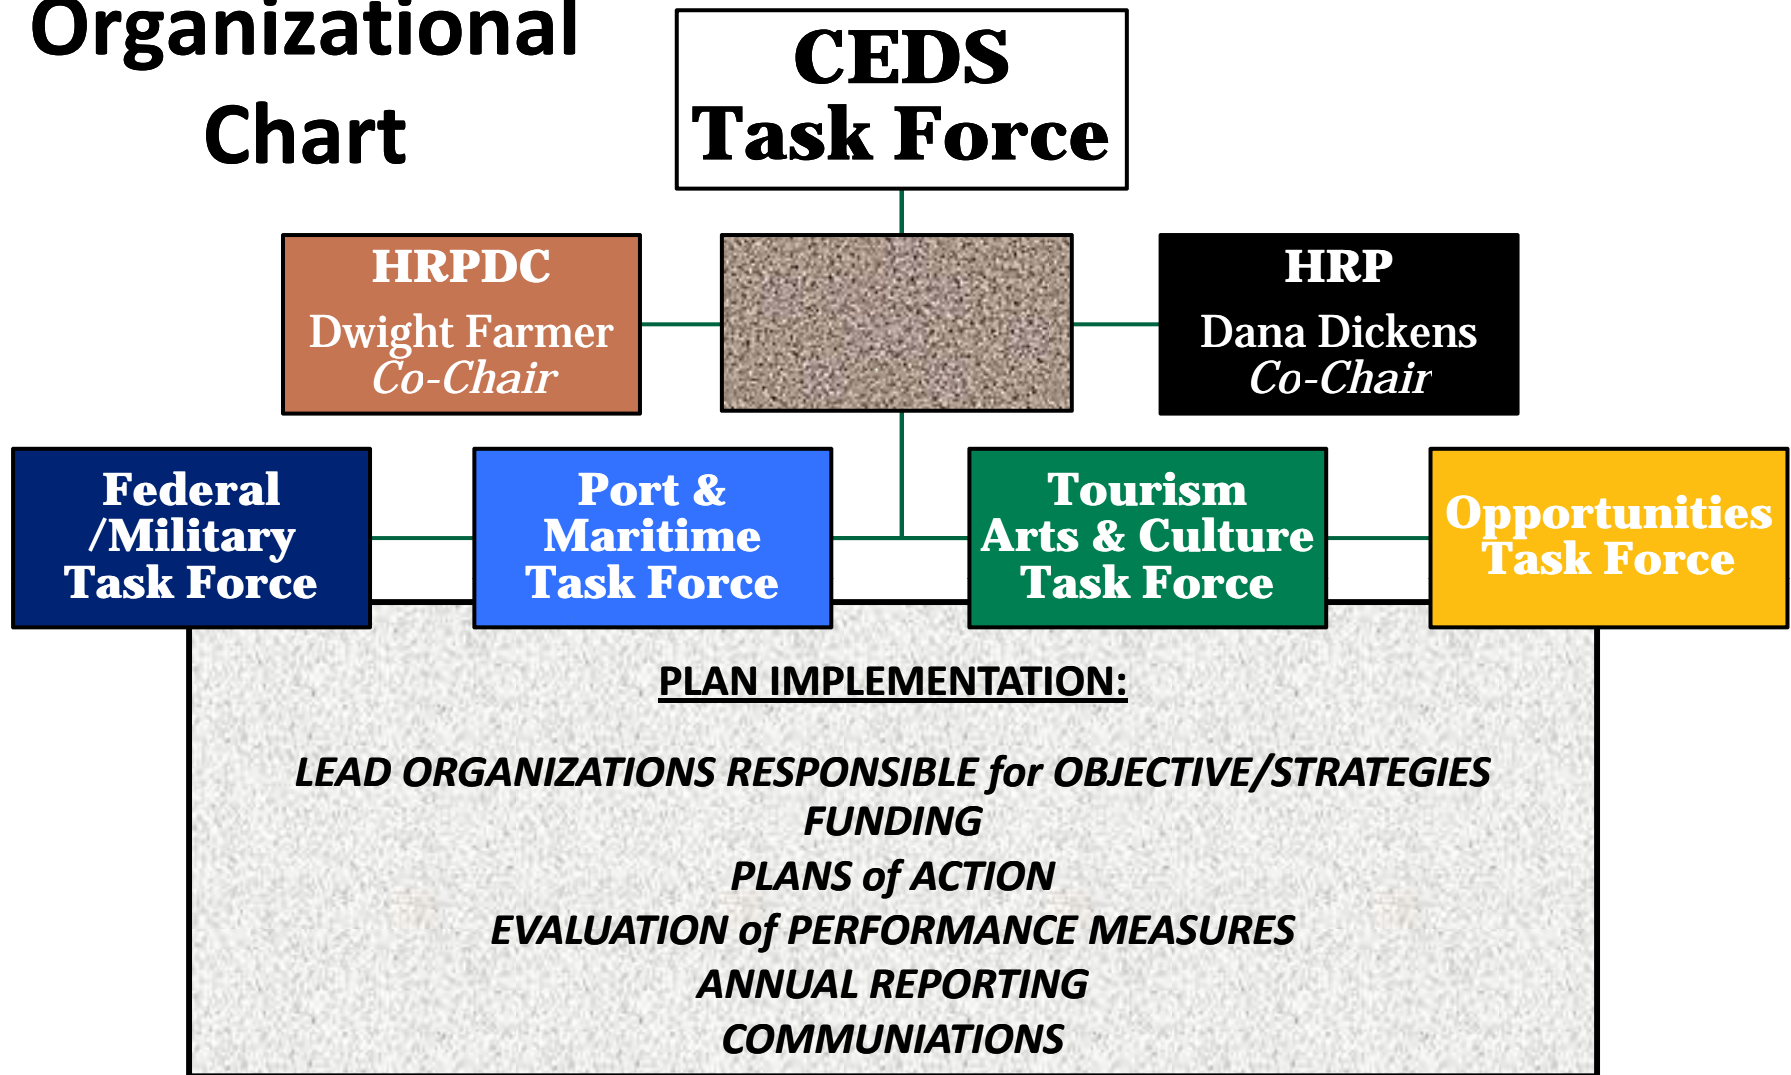 Organizational
Chart
CEDS
Task Force
HRPDC
Dwight Farmer
Co-Chair
HRP
Dana Dickens
Co-Chair
Federal
/Military
Task Force
Port &
Maritime
Task Force
Tourism
Arts & Culture
Task Force
Opportunities
Task Force
PLAN IMPLEMENTATION:
LEAD ORGANIZATIONS RESPONSIBLE for OBJECTIVE/STRATEGIES
FUNDING
PLANS of ACTION
EVALUATION of PERFORMANCE MEASURES
ANNUAL REPORTING
COMMUNIATIONS